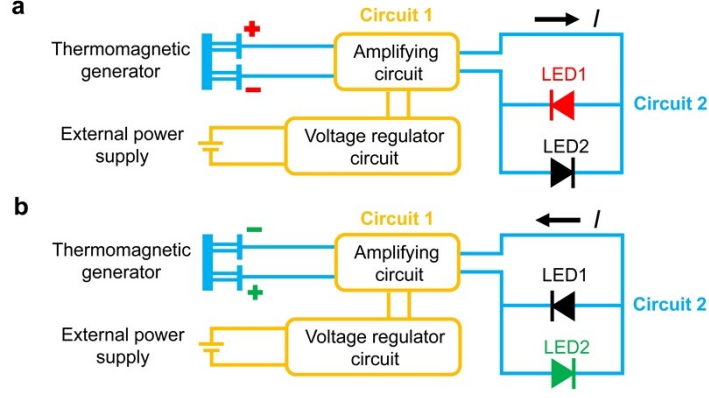 a
Circuit 1
I
Thermomagnetic
generator
+
−
Amplifying
circuit
LED1
Circuit 2
External power
supply
Voltage regulator
circuit
LED2
b
Circuit 1
I
Thermomagnetic
generator
−
+
Amplifying
circuit
LED1
Circuit 2
External power
supply
Voltage regulator
circuit
LED2